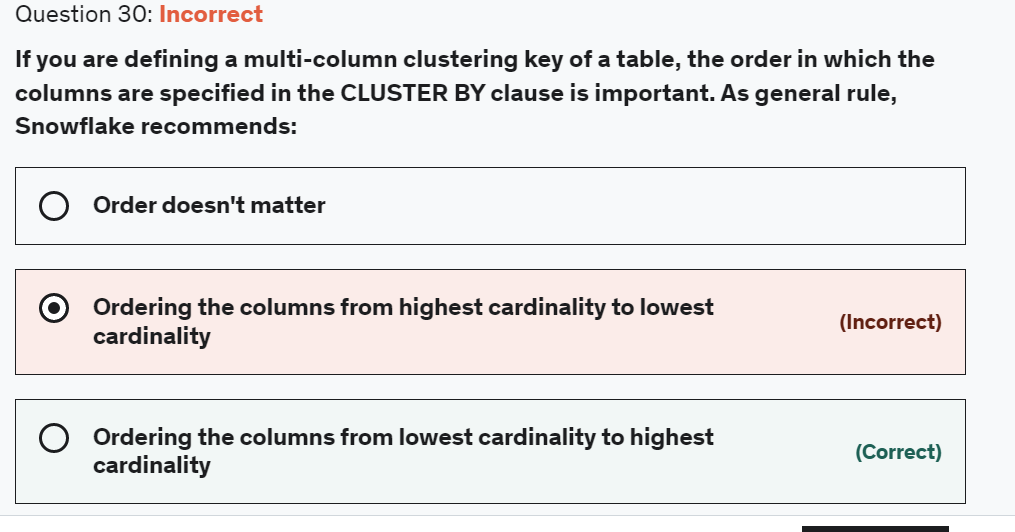 Question 30: Incorrect
If you are defining a multi-column clustering key of a table, the order in which the
columns are specified in the CLUSTER BY clause is important. As general rule,
Snowflake recommends:
Order doesn't matter
Ordering the columns from highest cardinality to lowest
cardinality
(Incorrect)
Ordering the columns from lowest cardinality to highest
cardinality
(Correct)